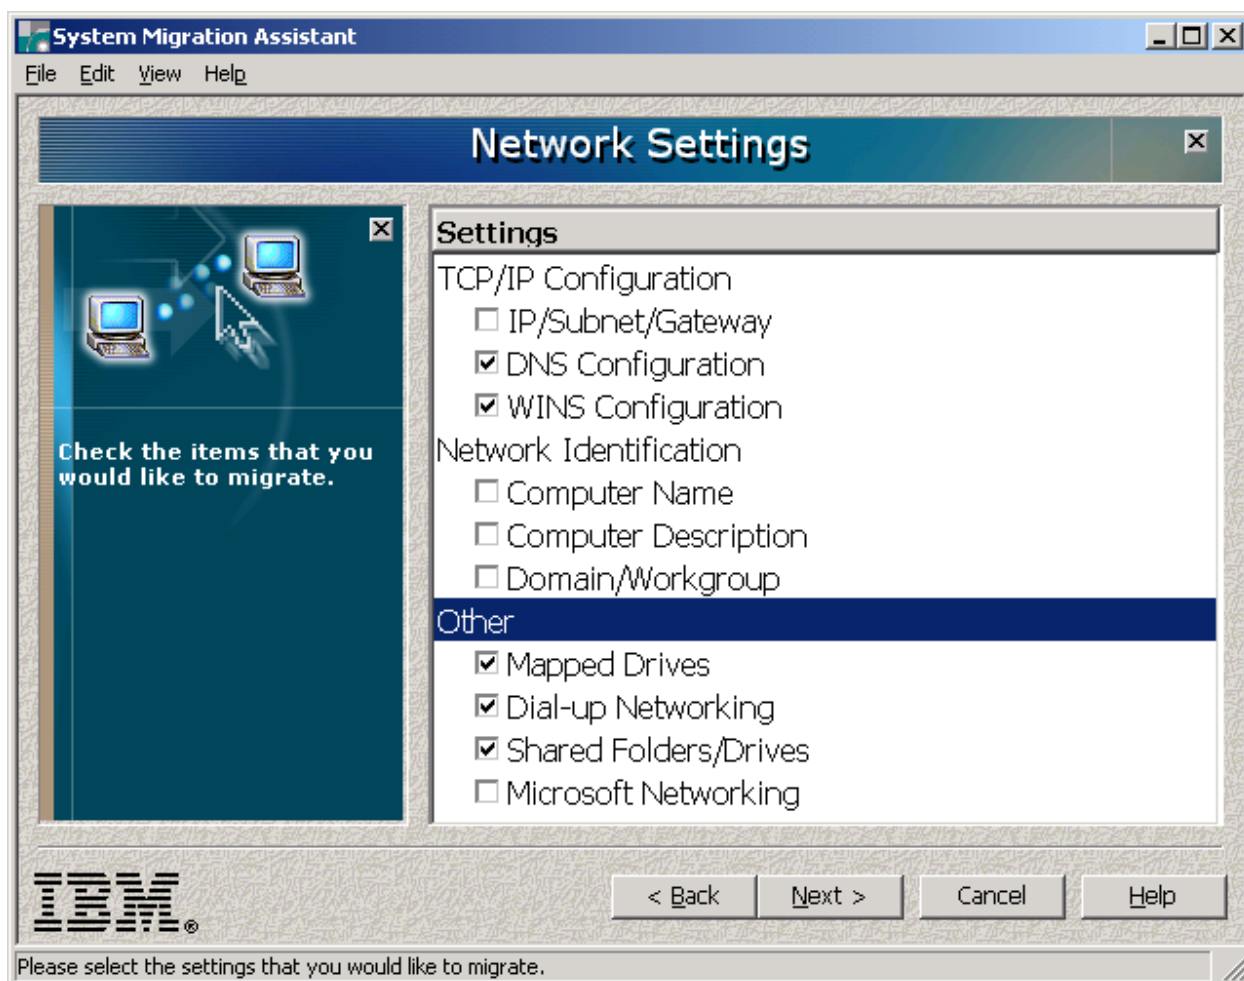 System Migration Assistant
File Edit View Help
Network Settings
Check the items that you
would like to migrate.
Settings
TCP/IP Configuration
IP/Subnet/Gateway
DNS Configuration
WINS Configuration
Network Identification
Computer Name
Computer Description
Domain/Workgroup
Other
Mapped Drives
Dial-up Networking
Shared Folders/Drives
Microsoft Networking
IBM®
< Back Next > Cancel Help
Please select the settings that you would like to migrate.